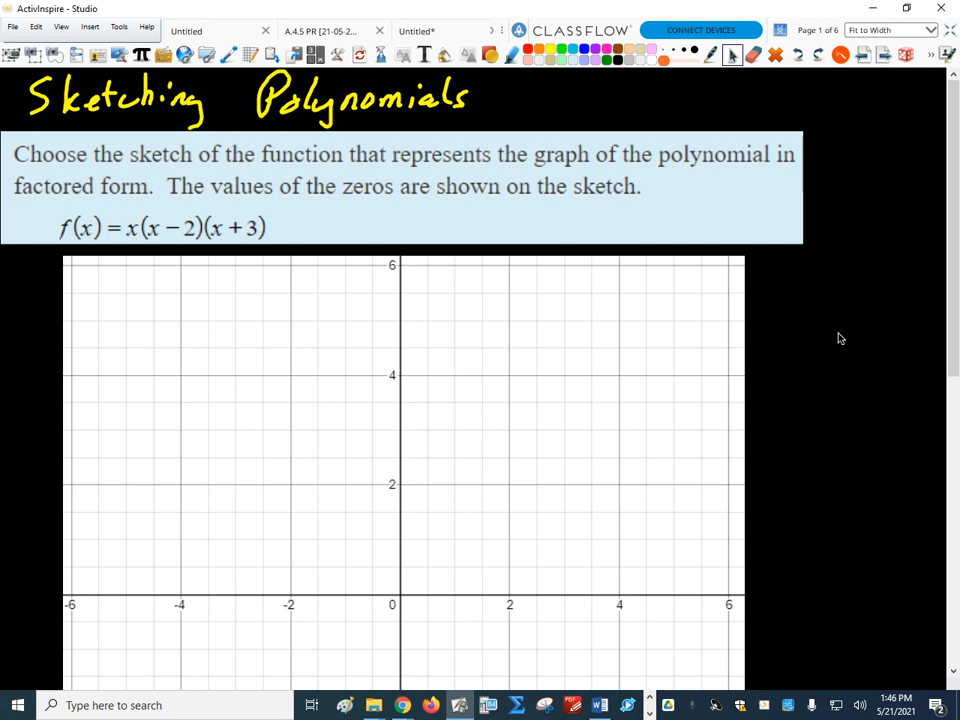 ActivInspire - Studio
File Edit View Insert Tools Help
Untitled A.4.5 PR [21-05-2... Untitled*
CLASSFLOW CONNECT DEVICES Page 1 of 6 Fit to Width
Sketching Polynomials
Choose the sketch of the function that represents the graph of the polynomial in
factored form. The values of the zeros are shown on the sketch.
f(x) = x(x − 2)(x + 3)
6
4
2
-6 -4 -2 0 2 4 6
Type here to search
1:46 PM
5/21/2021
2